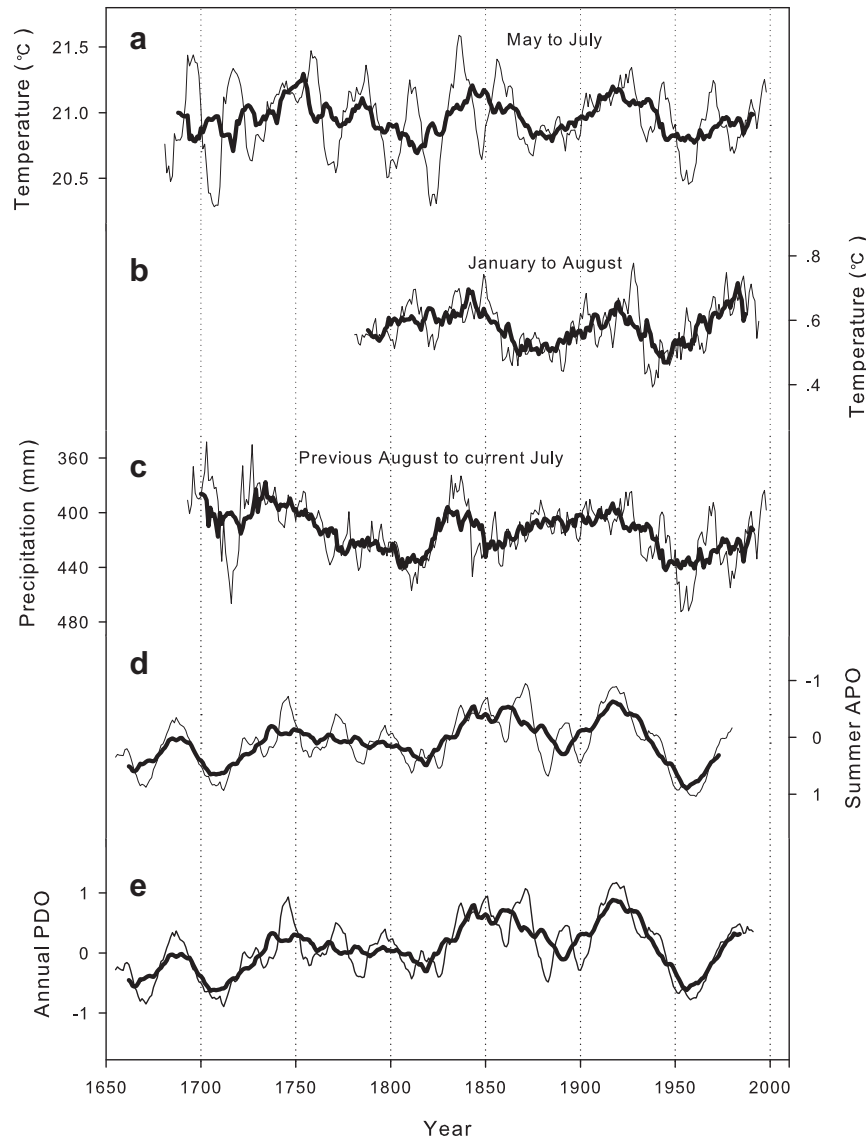 a
May to July
Temperature (°C)
21.5
21.0
20.5
b
January to August
.8
.6
.4
Temperature (°C)
c
Previous August to current July
Precipitation (mm)
360
400
440
480
d
-1
0
1
Summer APO
e
Annual PDO
1
0
-1
1650 1700 1750 1800 1850 1900 1950 2000
Year